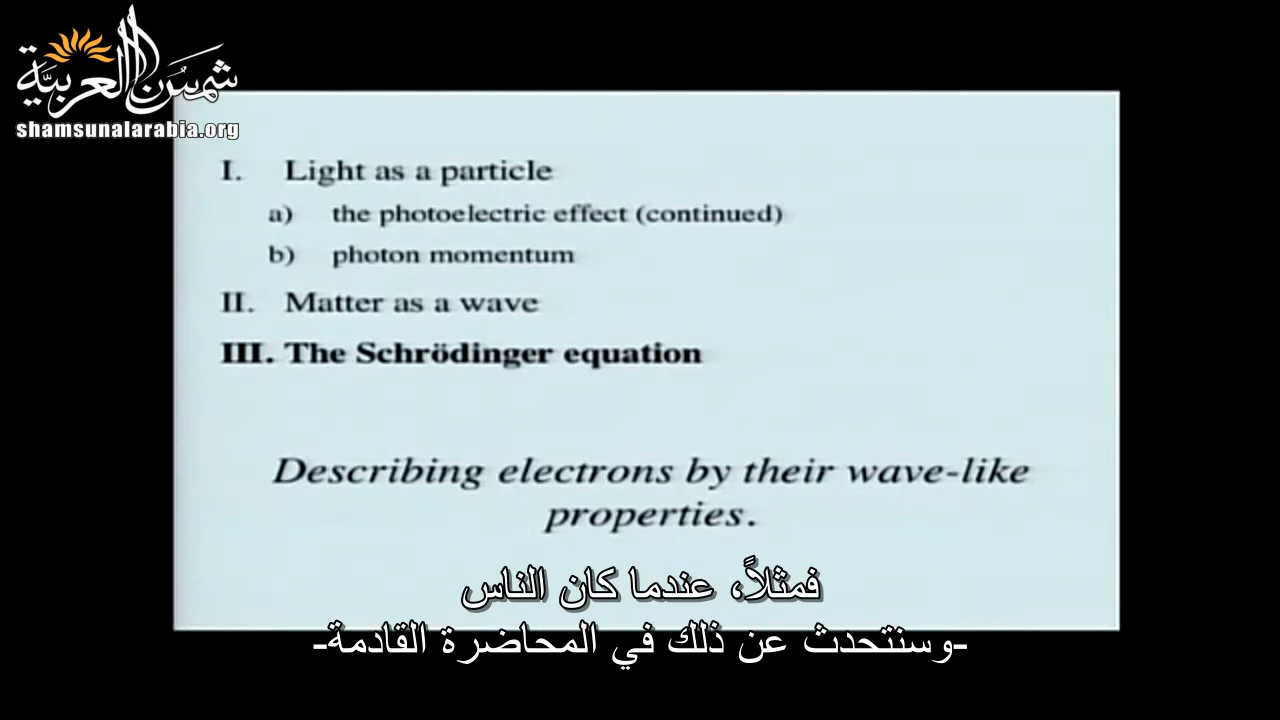 شمسُ العربيّة
shamsunalarabia.org
I. Light as a particle
a) the photoelectric effect (continued)
b) photon momentum
II. Matter as a wave
III. The Schrödinger equation
Describing electrons by their wave-like
properties.
فمثلاً، عندما كان الناس
-وسنتحدث عن ذلك في المحاضرة القادمة-